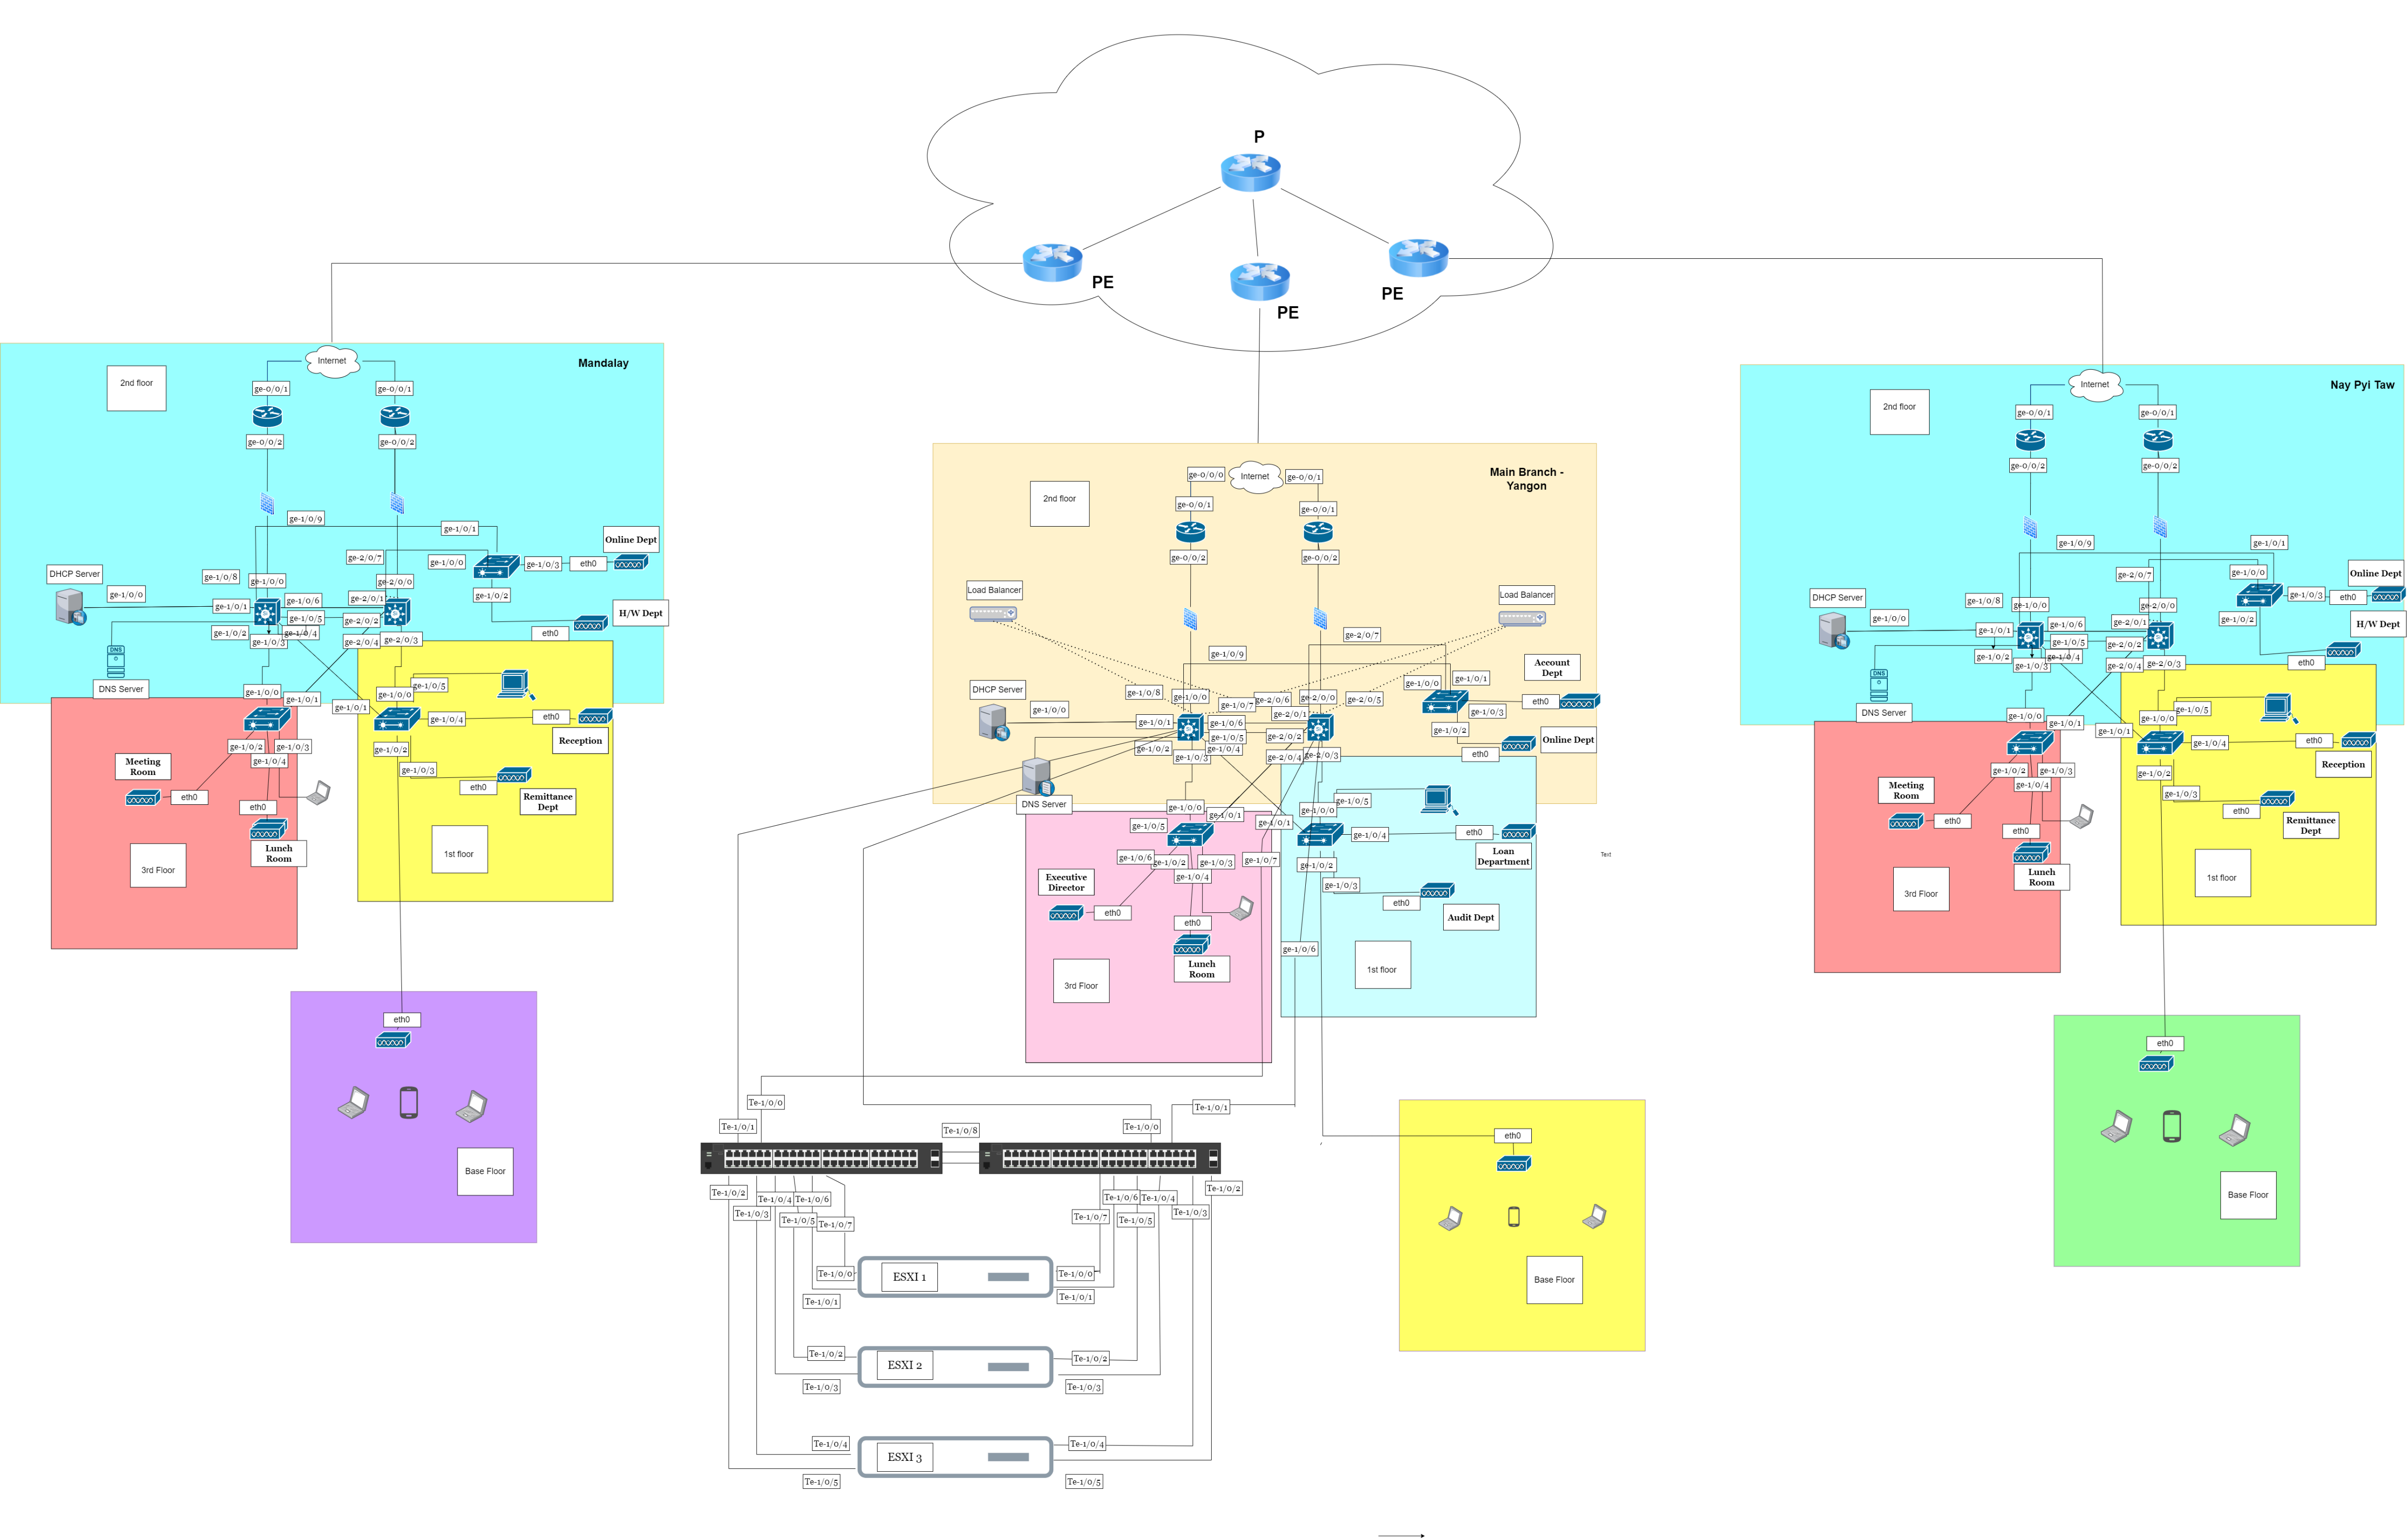 P
PE
PE
PE
Internet
Mandalay
2nd floor
ge-0/0/1
ge-0/0/1
ge-0/0/2
ge-0/0/2
ge-1/0/9
ge-1/0/1
Online Dept
ge-2/0/7
ge-1/0/0
ge-1/0/3
eth0
DHCP Server
ge-1/0/8
ge-1/0/0
ge-2/0/0
ge-1/0/0
ge-1/0/2
ge-1/0/1
ge-1/0/6
ge-2/0/1
H/W Dept
ge-1/0/5
ge-2/0/2
ge-1/0/2
ge-1/0/4
eth0
ge-1/0/3
ge-2/0/4
ge-2/0/3
DNS
DNS Server
ge-1/0/0
ge-1/0/1
ge-1/0/0
ge-1/0/5
ge-1/0/1
ge-1/0/4
eth0
Reception
ge-1/0/2
ge-1/0/3
ge-1/0/4
ge-1/0/2
ge-1/0/3
eth0
Meeting
Room
eth0
eth0
Remittance
Dept
Lunch
Room
3rd Floor
1st floor
eth0
Base Floor
Internet
Main Branch -
Yangon
2nd floor
ge-0/0/0
ge-0/0/1
ge-0/0/1
ge-0/0/1
ge-0/0/2
ge-0/0/2
Load Balancer
Load Balancer
ge-2/0/7
ge-1/0/9
Account
Dept
DHCP Server
ge-1/0/8
ge-1/0/0
ge-1/0/7
ge-2/0/6
ge-2/0/0
ge-2/0/5
ge-1/0/0
ge-1/0/1
eth0
ge-1/0/0
ge-1/0/1
ge-1/0/6
ge-2/0/1
ge-1/0/3
ge-1/0/5
ge-2/0/2
ge-1/0/2
Online Dept
ge-1/0/2
ge-1/0/4
ge-1/0/3
ge-2/0/4
ge-2/0/3
eth0
DNS Server
ge-1/0/0
ge-1/0/1
ge-1/0/5
ge-1/0/1
ge-1/0/0
ge-1/0/5
ge-1/0/4
eth0
Loan
Department
ge-1/0/6
ge-1/0/2
ge-1/0/3
ge-1/0/7
ge-1/0/2
ge-1/0/4
Executive
Director
ge-1/0/3
eth0
Audit Dept
eth0
eth0
Lunch
Room
ge-1/0/6
3rd Floor
1st floor
Text
Te-1/0/0
Te-1/0/1
Te-1/0/1
Te-1/0/8
Te-1/0/0
eth0
Te-1/0/2
Te-1/0/4
Te-1/0/6
Te-1/0/3
Te-1/0/5
Te-1/0/7
Te-1/0/6
Te-1/0/4
Te-1/0/2
Te-1/0/7
Te-1/0/5
Te-1/0/3
Te-1/0/0
ESXI 1
Te-1/0/0
Te-1/0/1
Te-1/0/1
Te-1/0/2
ESXI 2
Te-1/0/2
Te-1/0/3
Te-1/0/3
Te-1/0/4
ESXI 3
Te-1/0/4
Te-1/0/5
Te-1/0/5
Base Floor
Internet
Nay Pyi Taw
2nd floor
ge-0/0/1
ge-0/0/1
ge-0/0/2
ge-0/0/2
ge-1/0/9
ge-1/0/1
Online Dept
ge-2/0/7
ge-1/0/0
ge-1/0/3
eth0
DHCP Server
ge-1/0/8
ge-1/0/0
ge-2/0/0
ge-1/0/0
ge-1/0/2
ge-1/0/1
ge-1/0/6
ge-2/0/1
H/W Dept
ge-1/0/5
ge-2/0/2
ge-1/0/2
ge-1/0/4
eth0
ge-1/0/3
ge-2/0/4
ge-2/0/3
DNS
DNS Server
ge-1/0/0
ge-1/0/1
ge-1/0/0
ge-1/0/5
ge-1/0/1
ge-1/0/4
eth0
Reception
ge-1/0/2
ge-1/0/3
ge-1/0/4
ge-1/0/2
ge-1/0/3
eth0
Meeting
Room
eth0
eth0
Remittance
Dept
Lunch
Room
3rd Floor
1st floor
eth0
Base Floor